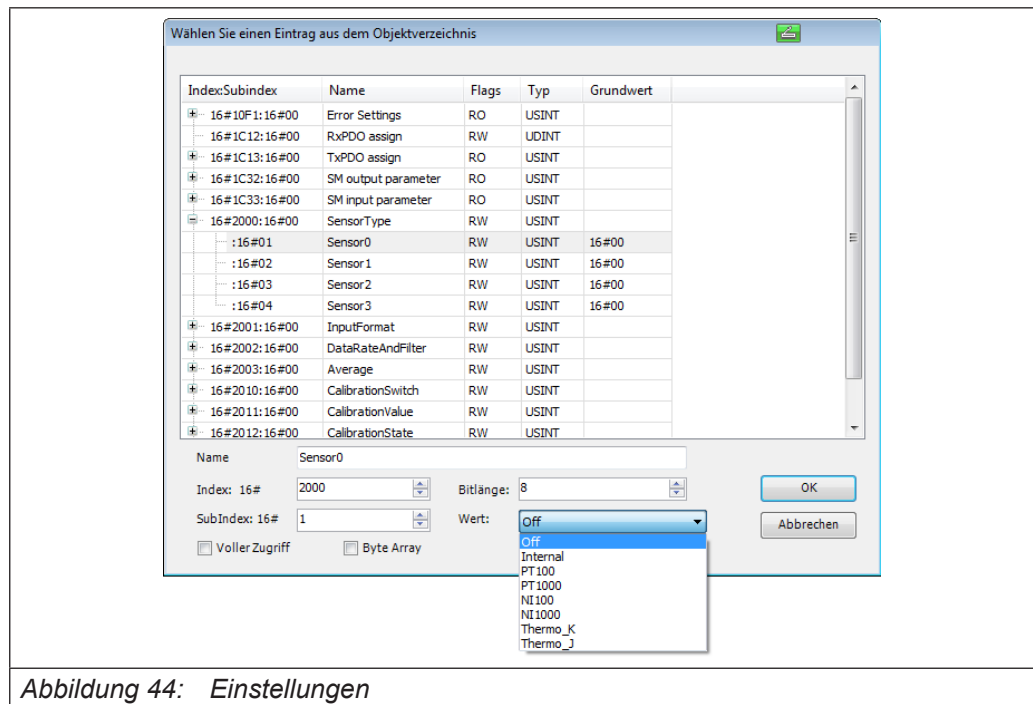 Wählen Sie einen Eintrag aus dem Objektverzeichnis
Index:Subindex Name Flags Typ Grundwert
16#10F1:16#00 Error Settings RO USINT
16#1C12:16#00 RxPDO assign RW UDINT
16#1C13:16#00 TxPDO assign RO USINT
16#1C32:16#00 SM output parameter RO USINT
16#1C33:16#00 SM input parameter RO USINT
16#2000:16#00 SensorType RW USINT
:16#01 Sensor0 RW USINT 16#00
:16#02 Sensor1 RW USINT 16#00
:16#03 Sensor2 RW USINT 16#00
:16#04 Sensor3 RW USINT 16#00
16#2001:16#00 InputFormat RW USINT
16#2002:16#00 DataRateAndFilter RW USINT
16#2003:16#00 Average RW USINT
16#2010:16#00 CalibrationSwitch RW USINT
16#2011:16#00 CalibrationValue RW USINT
16#2012:16#00 CalibrationState RW USINT
Name Sensor0
Index: 16# 2000 Bitlänge: 8 OK
SubIndex: 16# 1 Wert: Off Abbrechen
Voller Zugriff Byte Array
Off
Internal
PT100
PT1000
NI100
NI1000
Thermo_K
Thermo_J
Abbildung 44: Einstellungen